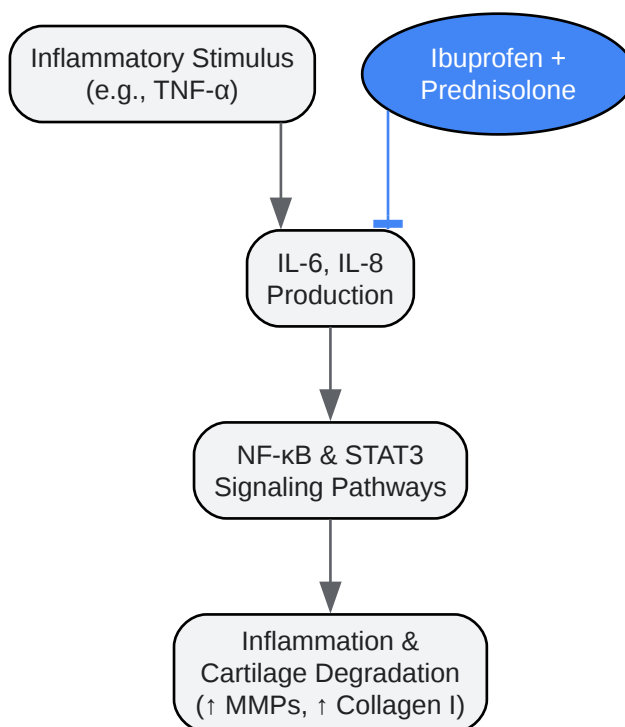 Inflammatory Stimulus
(e.g., TNF-α)
Ibuprofen +
Prednisolone
IL-6, IL-8
Production
NF-κB & STAT3
Signaling Pathways
Inflammation &
Cartilage Degradation
(↑ MMPs, ↑ Collagen I)